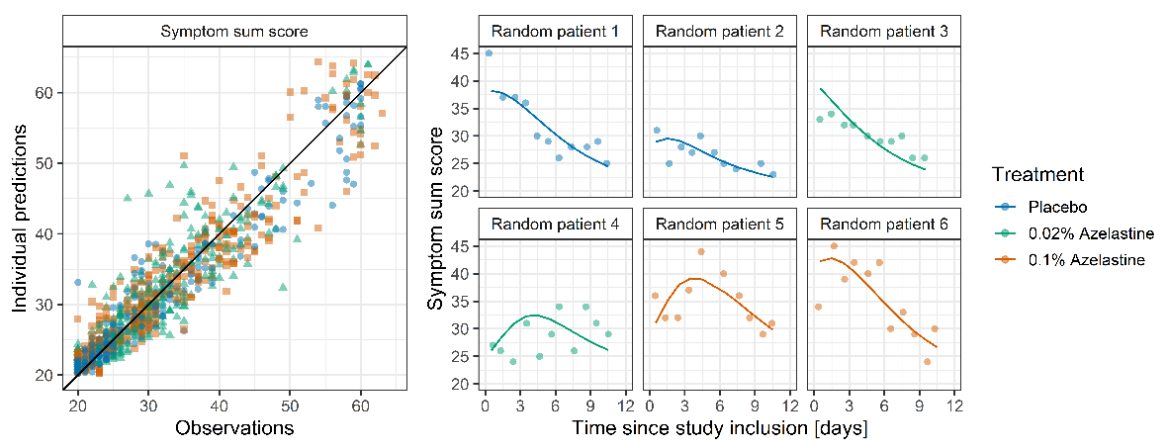 Symptom sum score
Individual predictions
60
50
40
30
20
20 30 40 50 60
Observations
Random patient 1 Random patient 2 Random patient 3
Symptom sum score
45
40
35
30
25
20
Random patient 4 Random patient 5 Random patient 6
45
40
35
30
25
20
0 3 6 9 12 0 3 6 9 12 0 3 6 9 12
Time since study inclusion [days]
Treatment
Placebo
0.02% Azelastine
0.1% Azelastine